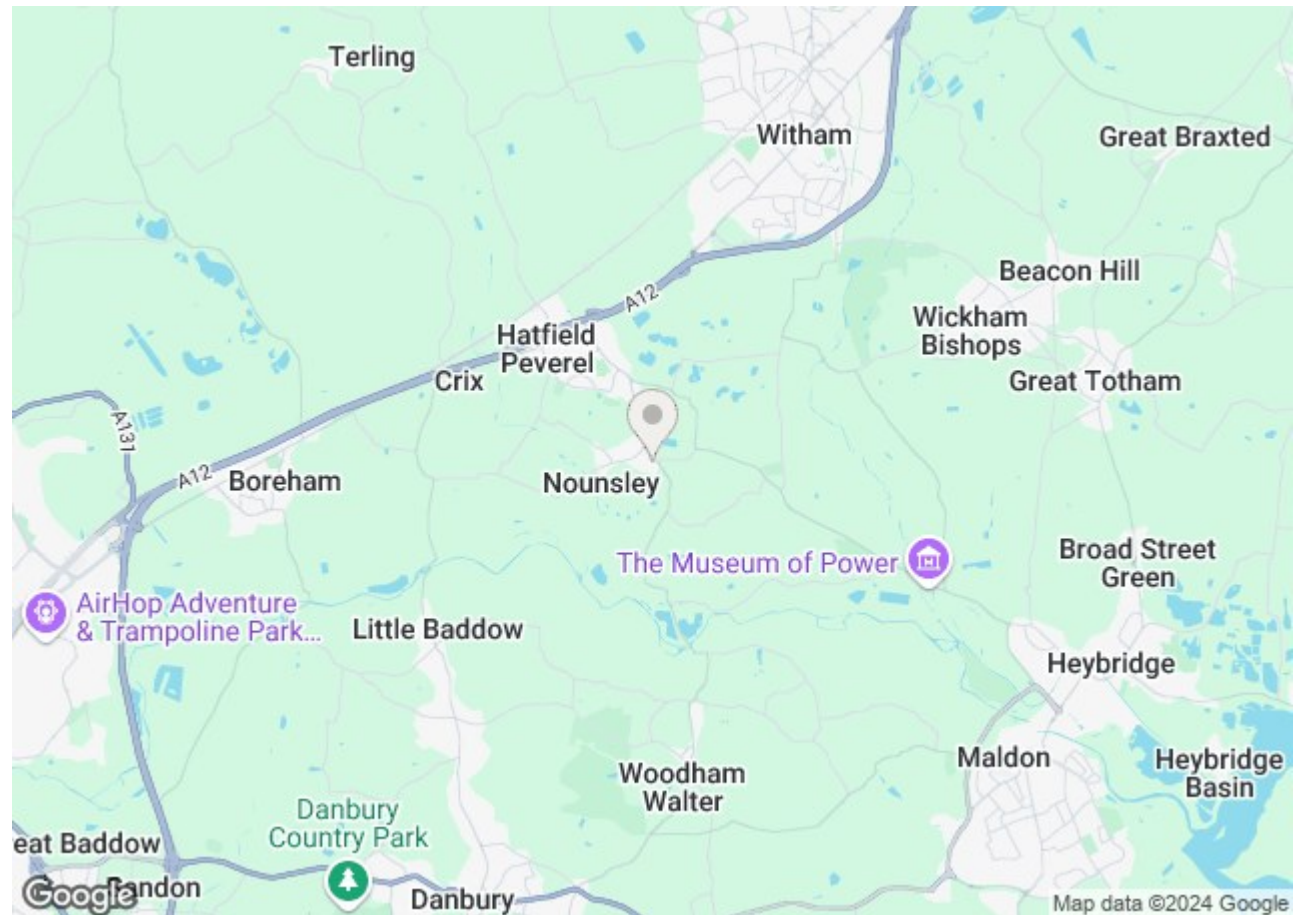 Terling
Witham
Great Braxted
Beacon Hill
A12
Wickham
Bishops
Hatfield
Peverel
Crix
Great Totham
A131
A12
Boreham
Nounsley
The Museum of Power
Broad Street
Green
AirHop Adventure
& Trampoline Park...
Little Baddow
Heybridge
Maldon
Heybridge
Basin
Woodham
Walter
Danbury
Country Park
eat Baddow
Sandon
Danbury
Google
Map data ©2024 Google